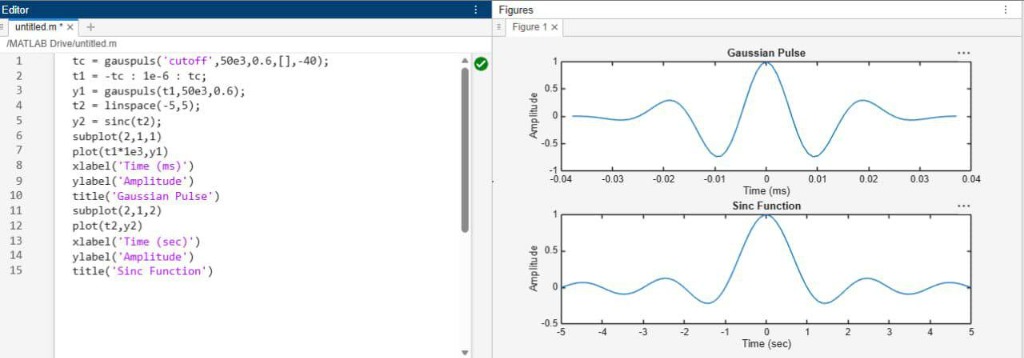 Editor
untitled.m * ×
+
/MATLAB Drive/untitled.m
1 tc = gauspuls('cutoff',50e3,0.6,[],-40);
2 t1 = -tc : 1e-6 : tc;
3 y1 = gauspuls(t1,50e3,0.6);
4 t2 = linspace(-5,5);
5 y2 = sinc(t2);
6 subplot(2,1,1)
7 plot(t1*1e3,y1)
8 xlabel('Time (ms)')
9 ylabel('Amplitude')
10 title('Gaussian Pulse')
11 subplot(2,1,2)
12 plot(t2,y2)
13 xlabel('Time (sec)')
14 ylabel('Amplitude')
15 title('Sinc Function')
Figures
Figure 1 ×
Gaussian Pulse
Amplitude
1
0.5
0
-0.5
-1
-0.04 -0.03 -0.02 -0.01 0 0.01 0.02 0.03 0.04
Time (ms)
Sinc Function
Amplitude
1
0.5
0
-0.5
-5 -4 -3 -2 -1 0 1 2 3 4 5
Time (sec)